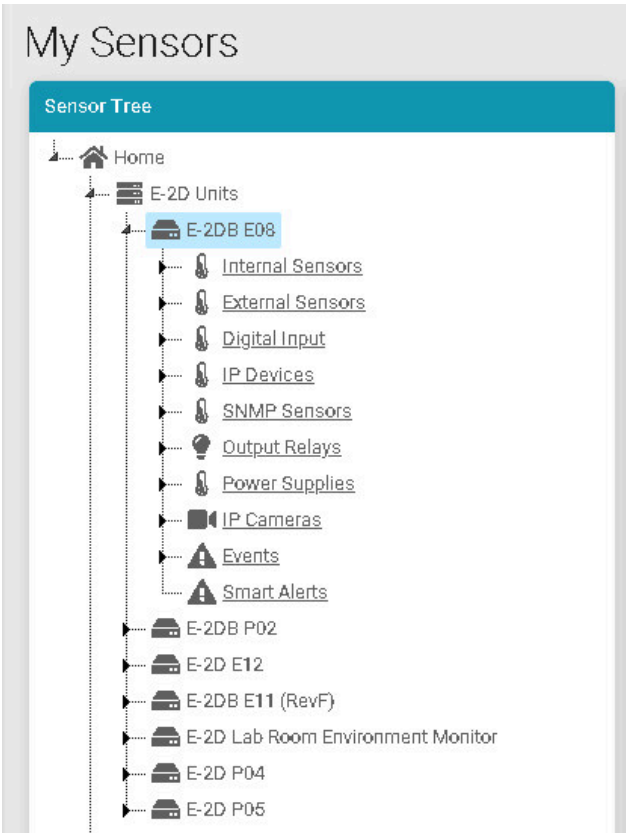 My Sensors
Sensor Tree
Home
E-2D Units
E-2DB E08
Internal Sensors
External Sensors
Digital Input
IP Devices
SNMP Sensors
Output Relays
Power Supplies
IP Cameras
Events
Smart Alerts
E-2DB P02
E-2D E12
E-2DB E11 (RevF)
E-2D Lab Room Environment Monitor
E-2D P04
E-2D P05